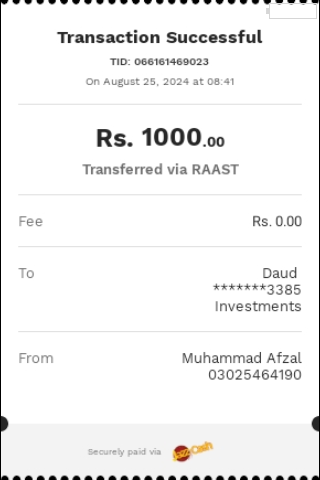 Transaction Successful
TID: 066161469023
On August 25, 2024 at 08:41
Rs. 1000.00
Transferred via RAAST
Fee Rs. 0.00
To Daud
*******3385
Investments
From Muhammad Afzal
03025464190
Securely paid via JazzCash